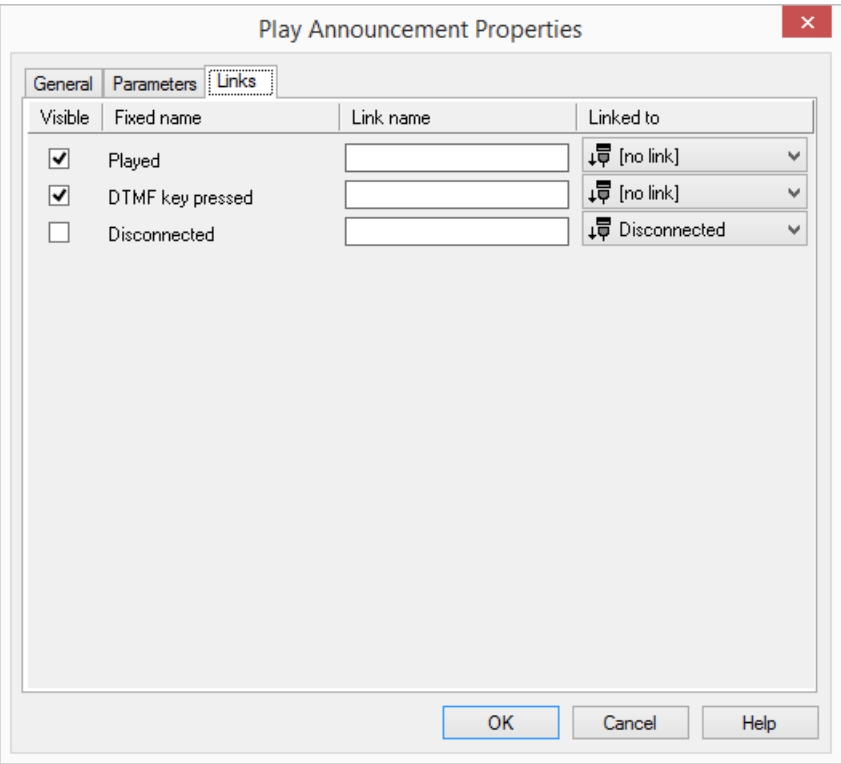 Play Announcement Properties
General Parameters Links
Visible Fixed name Link name Linked to
Played [no link]
DTMF key pressed [no link]
Disconnected Disconnected
OK Cancel Help